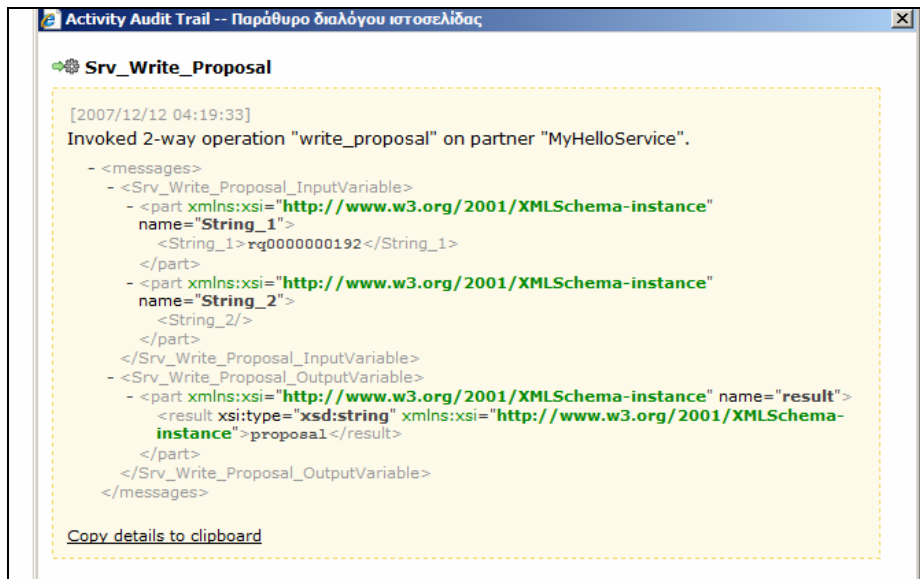 Activity Audit Trail -- Παράθυρο διαλόγου ιστοσελίδας
Srv_Write_Proposal
[2007/12/12 04:19:33]
Invoked 2-way operation "write_proposal" on partner "MyHelloService".
- <messages>
- <Srv_Write_Proposal_InputVariable>
- <part xmlns:xsi="http://www.w3.org/2001/XMLSchema-instance"
name="String_1">
<String_1>rq0000000192</String_1>
</part>
- <part xmlns:xsi="http://www.w3.org/2001/XMLSchema-instance"
name="String_2">
<String_2/>
</part>
</Srv_Write_Proposal_InputVariable>
- <Srv_Write_Proposal_OutputVariable>
- <part xmlns:xsi="http://www.w3.org/2001/XMLSchema-instance" name="result">
<result xsi:type="xsd:string" xmlns:xsi="http://www.w3.org/2001/XMLSchema-
instance">proposal</result>
</part>
</Srv_Write_Proposal_OutputVariable>
</messages>
Copy details to clipboard